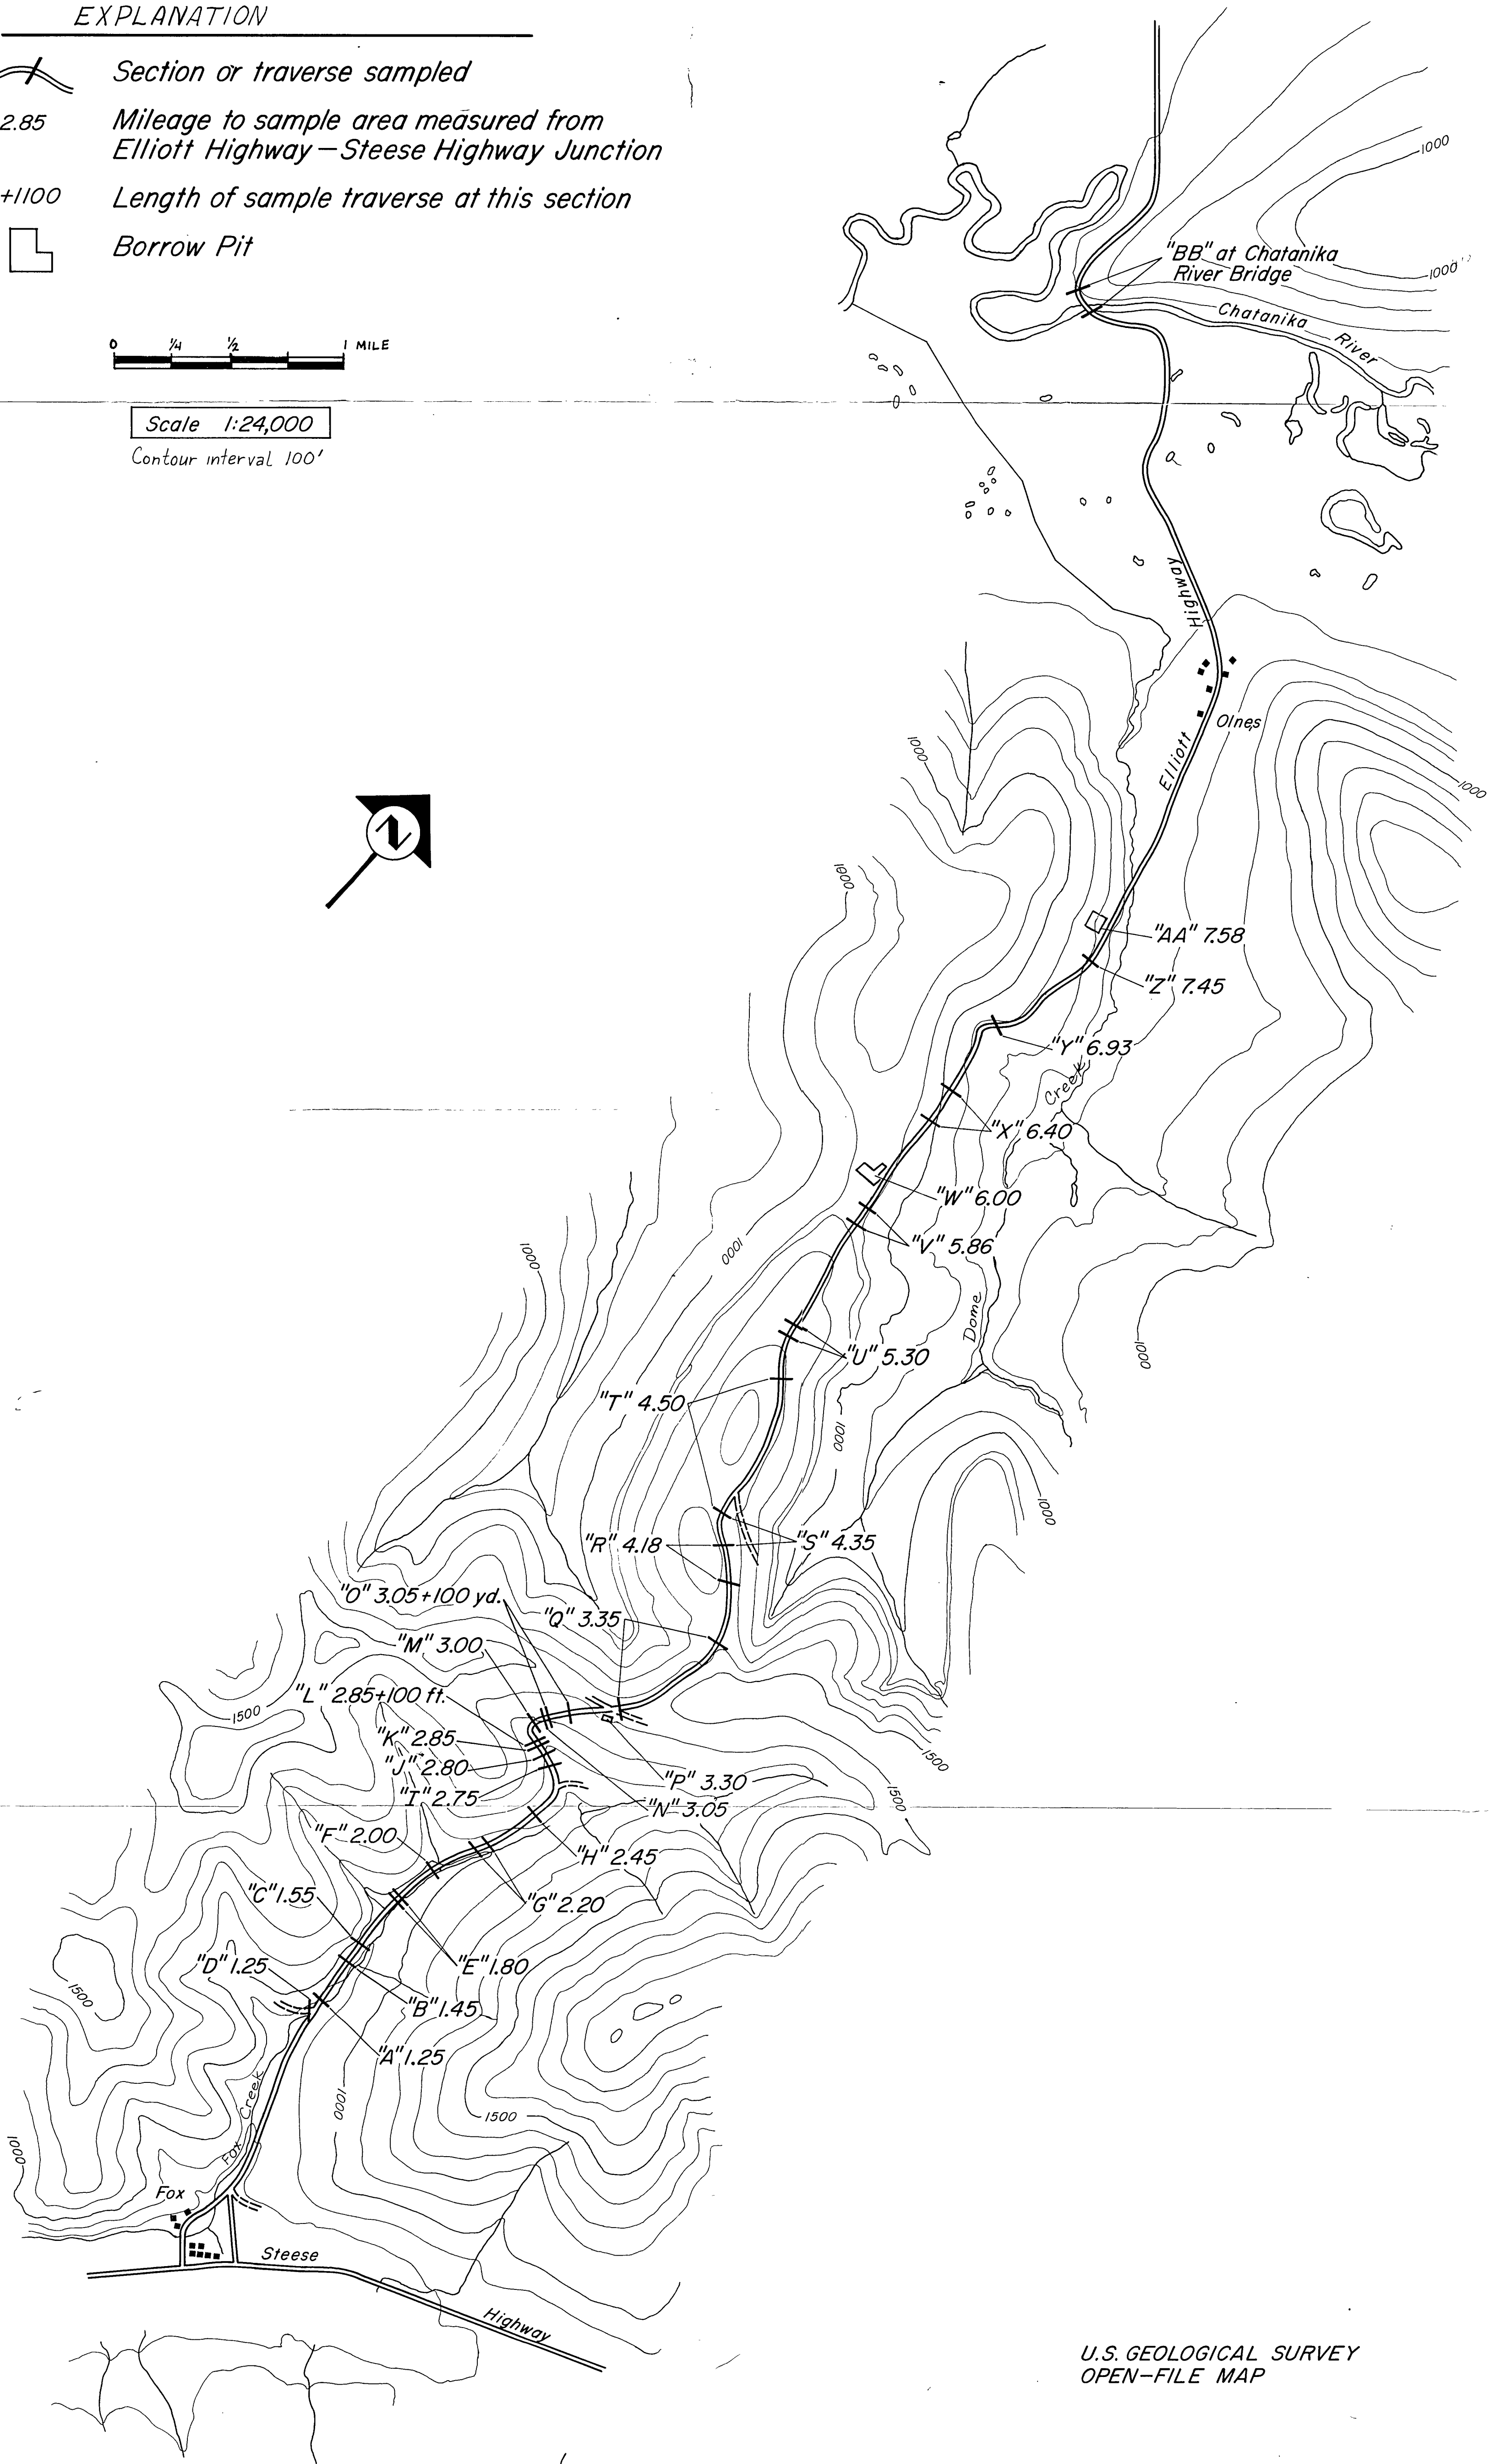 EXPLANATION
Section or traverse sampled
2.85 Mileage to sample area measured from
Elliott Highway—Steese Highway Junction
+1100 Length of sample traverse at this section
Borrow Pit
0 ¼ ½ 1 MILE
Scale 1:24,000
Contour interval 100'
1000
"BB" at Chatanika
River Bridge
1000
Chatanika River
Highway
Olnes
Elliott
1000
1000
1000
"AA" 7.58
"Z" 7.45
"Y" 6.93
Creek
"X" 6.40
"W" 6.00
"V" 5.86
1000
1000
Dome
"U" 5.30
1000
"T" 4.50
1000
1000
"R" 4.18
"S" 4.35
"O" 3.05+100 yd.
"Q" 3.35
"M" 3.00
"L" 2.85+100 ft.
1500
"K" 2.85
1500
"J" 2.80
"P" 3.30
"I" 2.75
1500
"N" 3.05
"F" 2.00
"H" 2.45
"C" 1.55
"G" 2.20
"D" 1.25
"E" 1.80
1500
"B" 1.45
"A" 1.25
1000
1500
Fox Creek
1000
Fox
Steese
Highway
U.S. GEOLOGICAL SURVEY
OPEN-FILE MAP